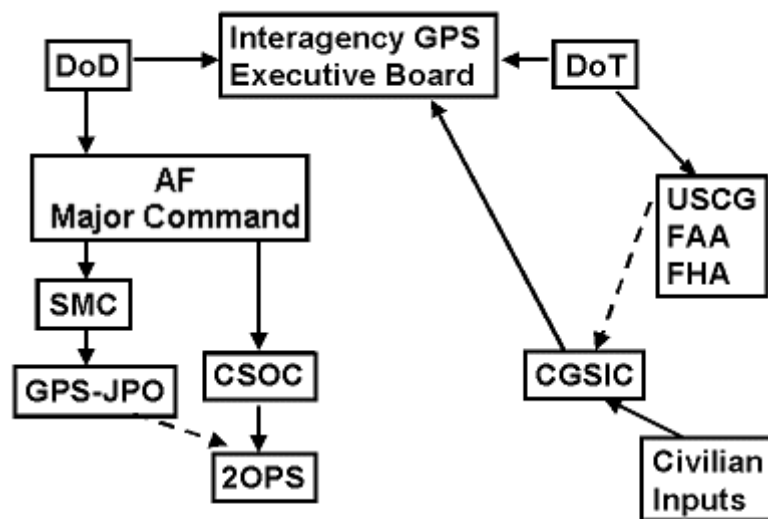 Interagency GPS
Executive Board
DoD
DoT
AF
Major Command
USCG
FAA
FHA
SMC
CSOC
CGSIC
GPS-JPO
2OPS
Civilian
Inputs